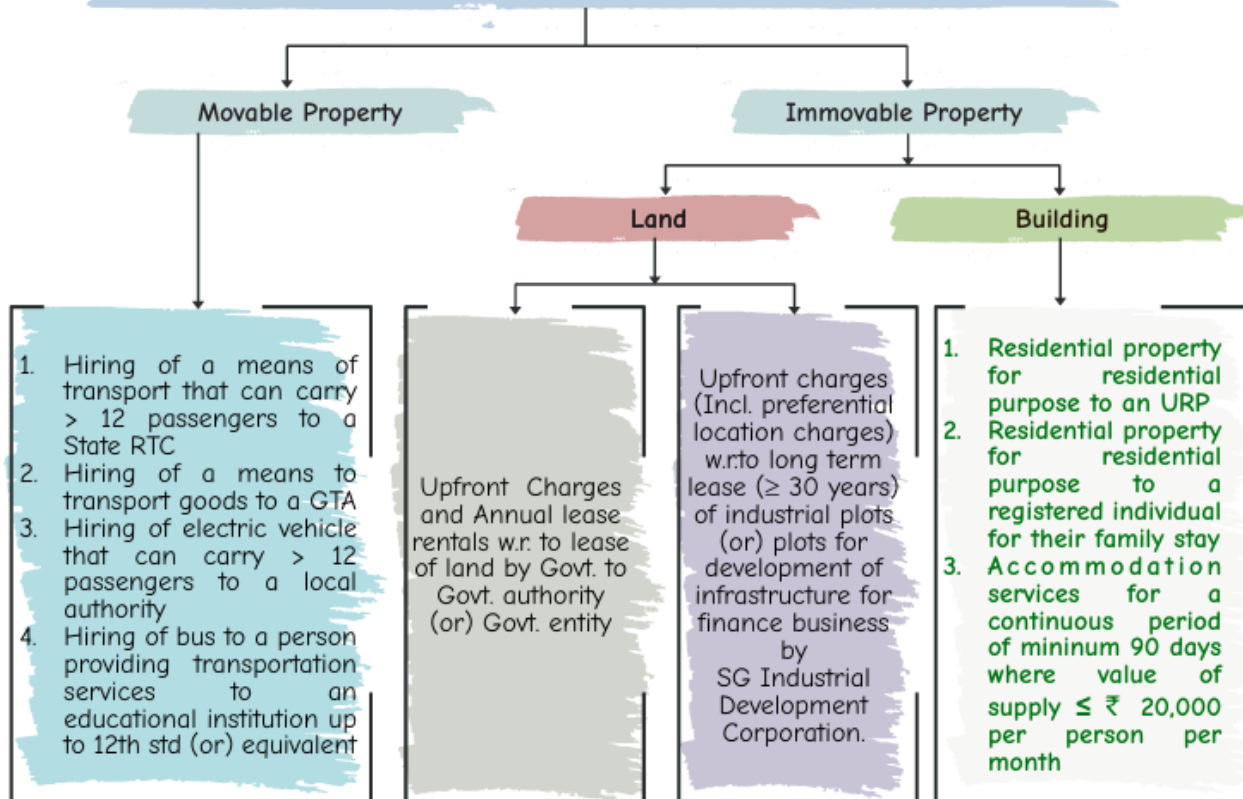 Movable Property
Immovable Property
Land
Building
1. Hiring of a means of
transport that can carry
> 12 passengers to a
State RTC
2. Hiring of a means to
transport goods to a GTA
3. Hiring of electric vehicle
that can carry > 12
passengers to a local
authority
4. Hiring of bus to a person
providing transportation
services to an
educational institution up
to 12th std (or) equivalent
Upfront Charges
and Annual lease
rentals w.r. to lease
of land by Govt. to
Govt. authority
(or) Govt. entity
Upfront charges
(Incl. preferential
location charges)
w.r.to long term
lease (≥ 30 years)
of industrial plots
(or) plots for
development of
infrastructure for
finance business
by
SG Industrial
Development
Corporation.
1. Residential property
for residential
purpose to an URP
2. Residential property
for residential
purpose to a
registered individual
for their family stay
3. Accommodation
services for a
continuous period
of mininum 90 days
where value of
supply ≤ ₹ 20,000
per person per
month